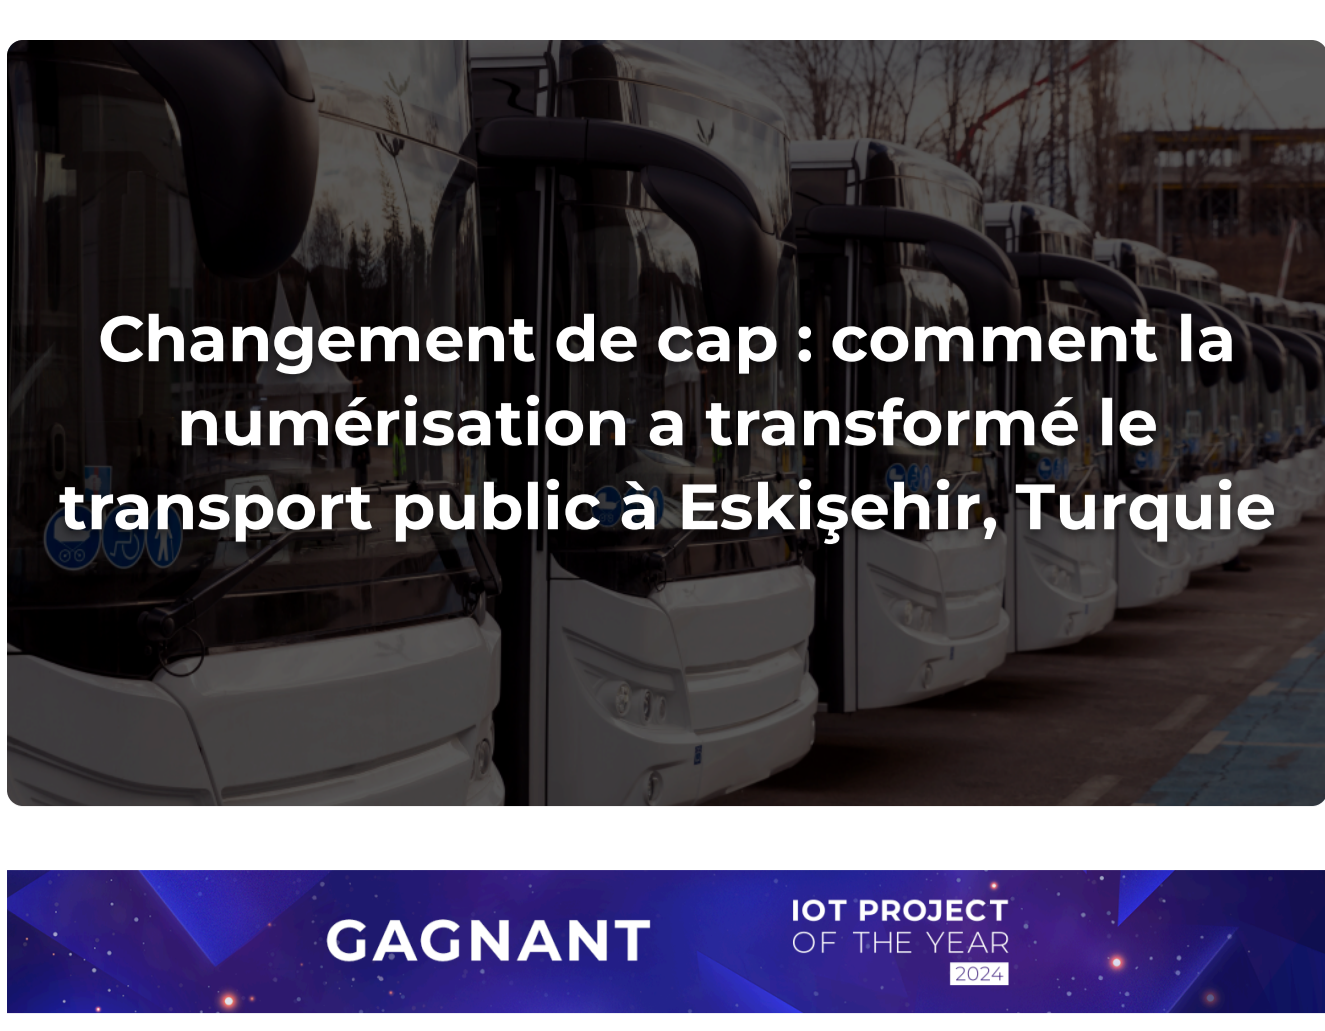 Changement de cap : comment la
numérisation a transformé le
transport public à Eskişehir, Turquie
GAGNANT
IOT PROJECT
OF THE YEAR
2024